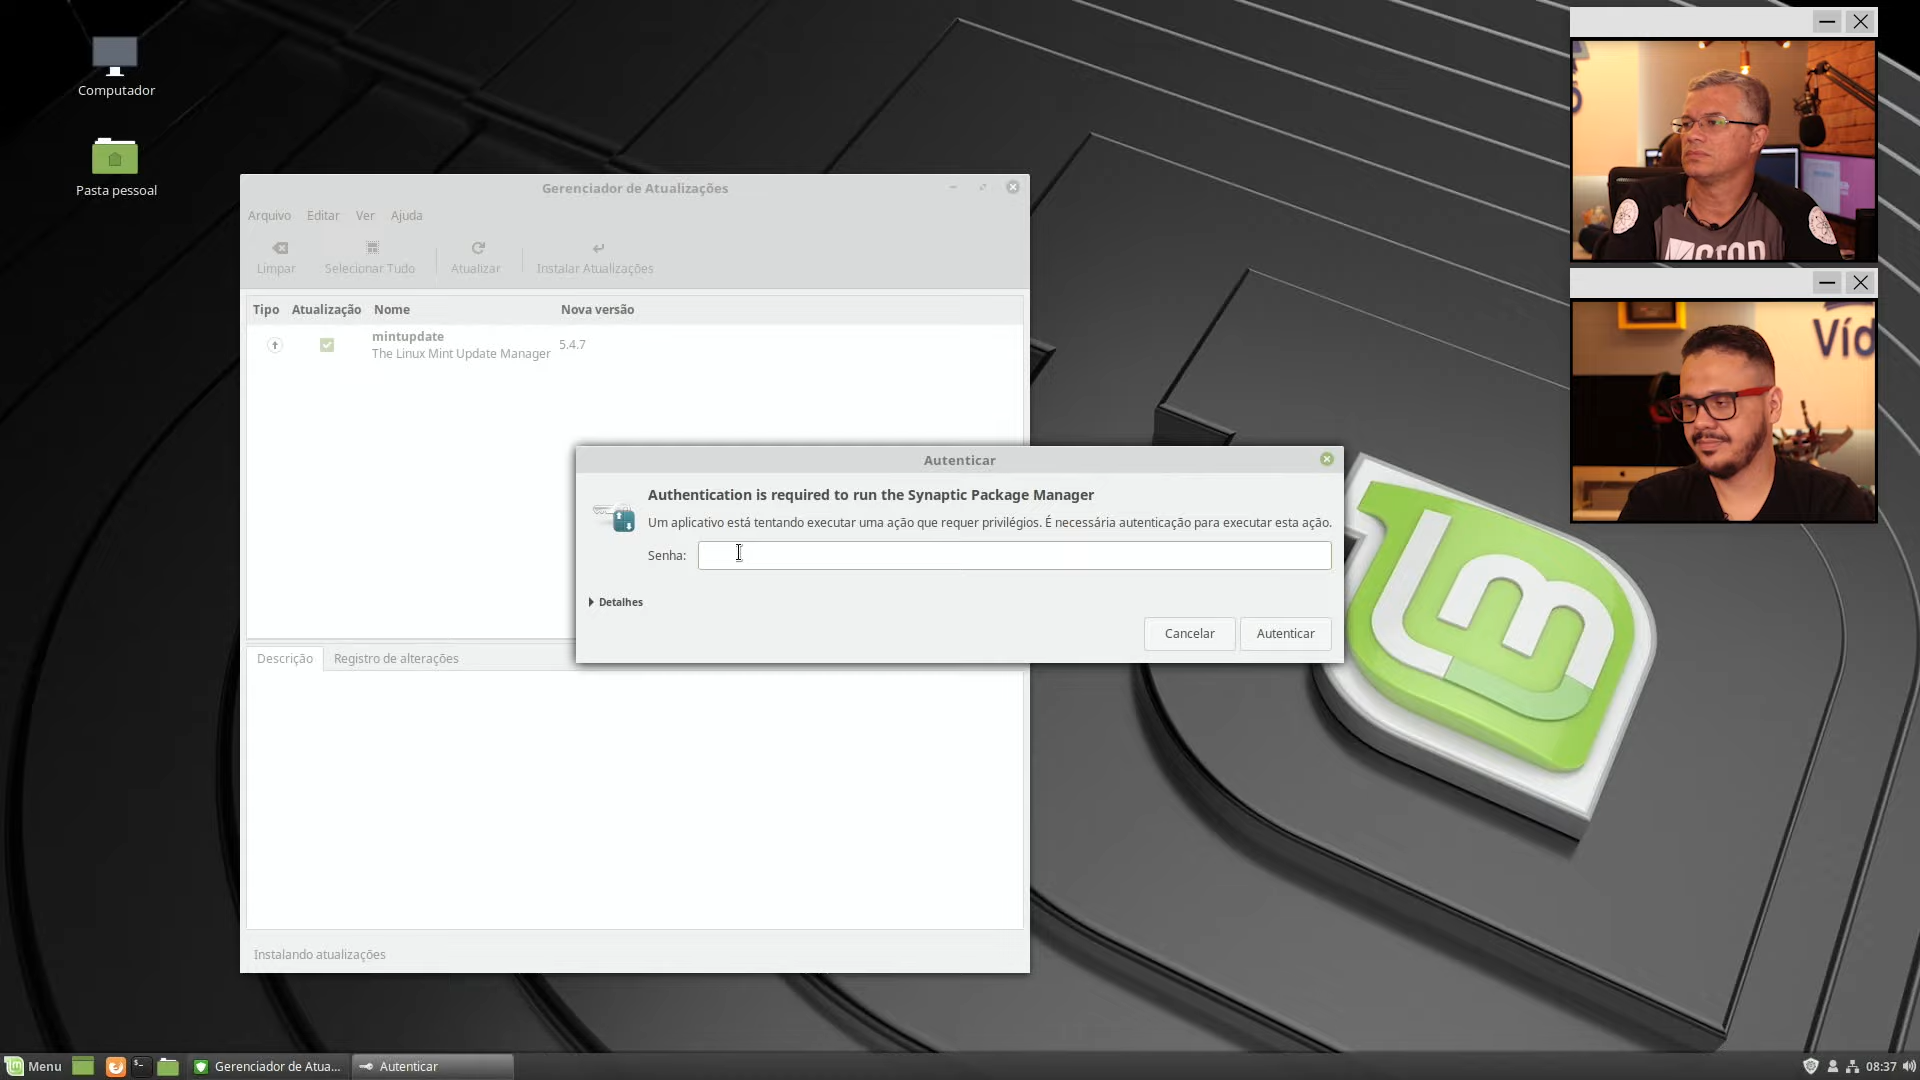 Computador
Pasta pessoal
Gerenciador de Atualizações
Arquivo Editar Ver Ajuda
Limpar Selecionar Tudo Atualizar Instalar Atualizações
Tipo Atualização Nome Nova versão
mintupdate
The Linux Mint Update Manager 5.4.7
Autenticar
Authentication is required to run the Synaptic Package Manager
Um aplicativo está tentando executar uma ação que requer privilégios. É necessária autenticação para executar esta ação.
Senha:
Detalhes
Cancelar Autenticar
Descrição Registro de alterações
Instalando atualizações
Víd
Menu Gerenciador de Atua... Autenticar 08:37